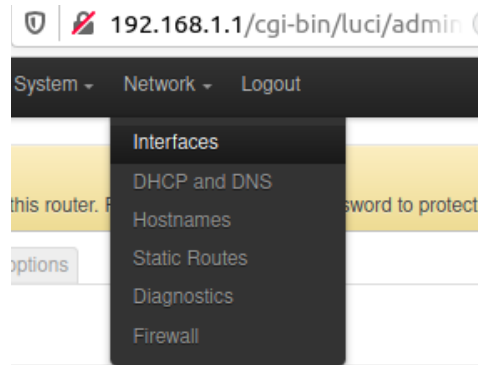 192.168.1.1/cgi-bin/luci/admin
System Network Logout
Interfaces
DHCP and DNS
this router. sword to protect
Hostnames
options Static Routes
Diagnostics
Firewall